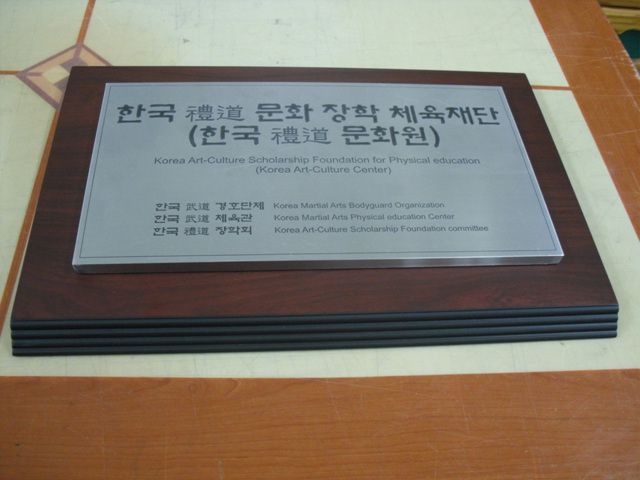 한국 禮道 문화 장학 체육재단
(한국 禮道 문화원)
Korea Art-Culture Scholarship Foundation for Physical education
(Korea Art-Culture Center)
한국 武道 경호단체 Korea Martial Arts Bodyguard Organization
한국 武道 체육관 Korea Martial Arts Physical education Center
한국 禮道 장학회 Korea Art-Culture Scholarship Foundation committee